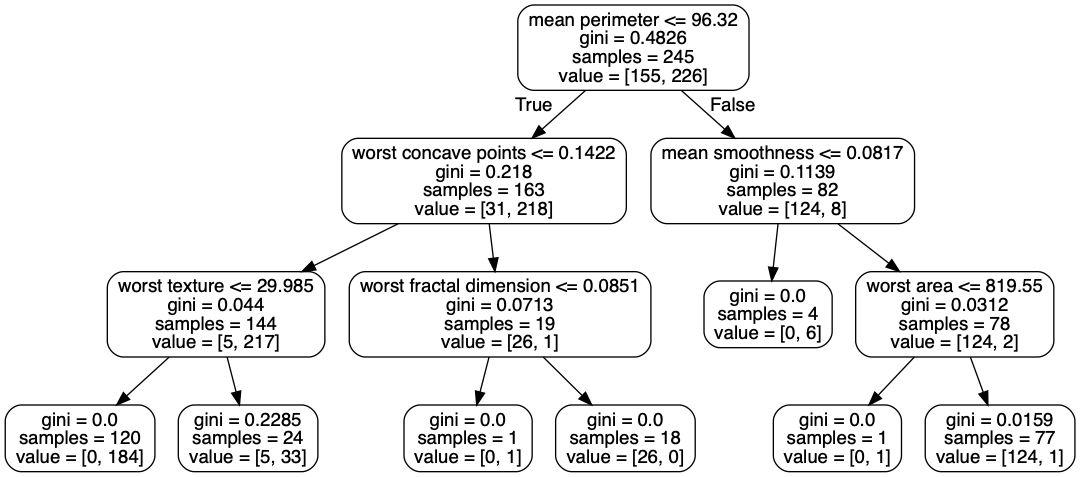 mean perimeter <= 96.32
gini = 0.4826
samples = 245
value = [155, 226]
True
False
worst concave points <= 0.1422
gini = 0.218
samples = 163
value = [31, 218]
mean smoothness <= 0.0817
gini = 0.1139
samples = 82
value = [124, 8]
worst texture <= 29.985
gini = 0.044
samples = 144
value = [5, 217]
worst fractal dimension <= 0.0851
gini = 0.0713
samples = 19
value = [26, 1]
gini = 0.0
samples = 4
value = [0, 6]
worst area <= 819.55
gini = 0.0312
samples = 78
value = [124, 2]
gini = 0.0
samples = 120
value = [0, 184]
gini = 0.2285
samples = 24
value = [5, 33]
gini = 0.0
samples = 1
value = [0, 1]
gini = 0.0
samples = 18
value = [26, 0]
gini = 0.0
samples = 1
value = [0, 1]
gini = 0.0159
samples = 77
value = [124, 1]